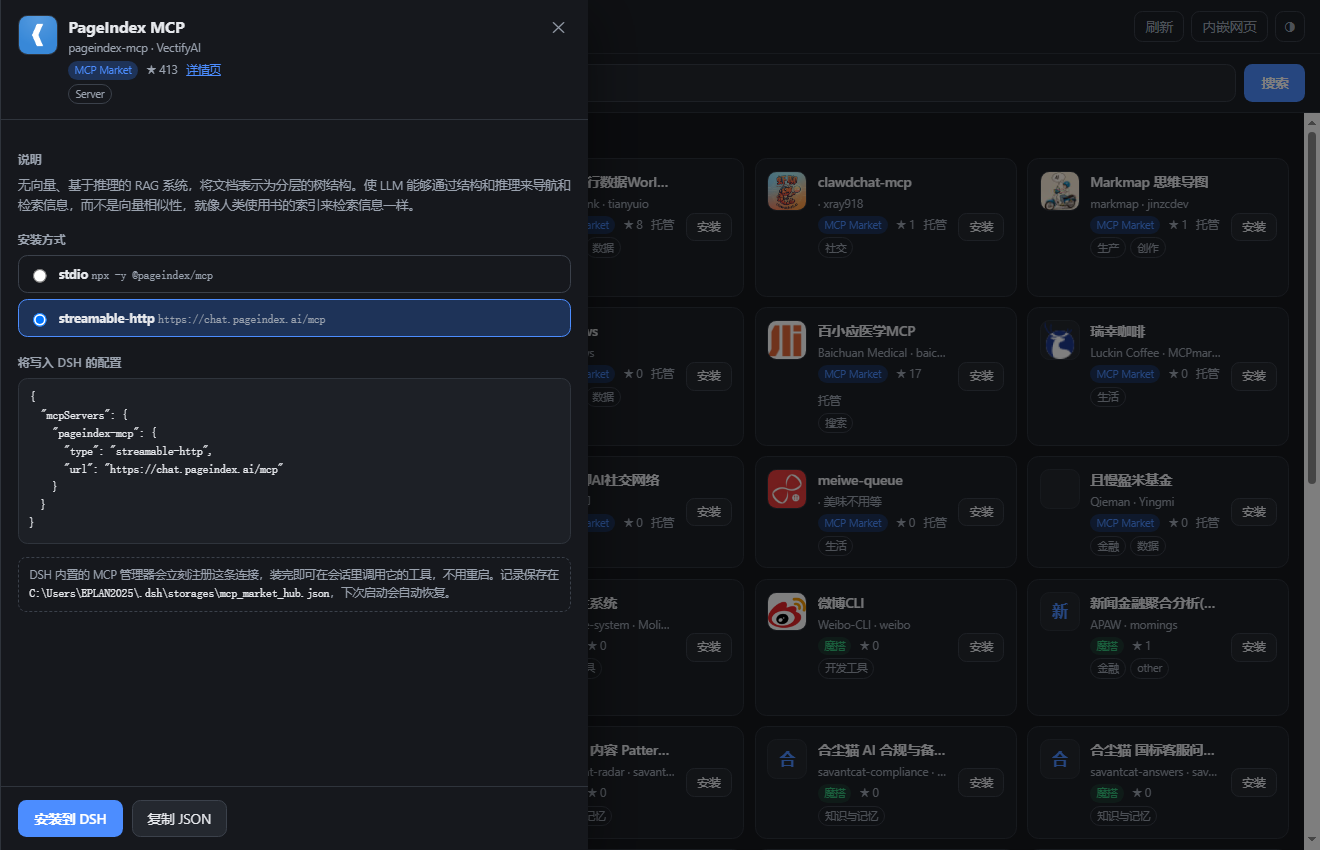 PageIndex MCP
pageindex-mcp · VectifyAI
MCP Market ★ 413 详情页
Server
说明
无向量、基于推理的 RAG 系统，将文档表示为分层的树结构。使 LLM 能够通过结构和推理来导航和
检索信息，而不是向量相似性，就像人类使用书的索引来检索信息一样。
安装方式
stdio npx -y @pageindex/mcp
streamable-http https://chat.pageindex.ai/mcp
将写入 DSH 的配置
{
"mcpServers": {
"pageindex-mcp": {
"type": "streamable-http",
"url": "https://chat.pageindex.ai/mcp"
}
}
}
DSH 内置的 MCP 管理器会立刻注册这条连接，装完即可在会话里调用它的工具，不用重启。记录保存在
C:\Users\EPLAN2025\.dsh\storages\mcp_market_hub.json，下次启动会自动恢复。
安装到 DSH
复制 JSON
刷新
内嵌网页
搜索
行数据Worl...
nk · tianyuio
arket ★ 8 托管
数据
安装
clawdchat-mcp
· xray918
MCP Market ★ 1 托管
社交
安装
Markmap 思维导图
markmap · jinzcdev
MCP Market ★ 1 托管
生产 创作
安装
ws
vs
arket ★ 0 托管
数据
安装
百小应医学MCP
Baichuan Medical · baic...
MCP Market ★ 17
托管
搜索
安装
瑞幸咖啡
Luckin Coffee · MCPmar...
MCP Market ★ 0 托管
生活
安装
AI社交网络
arket ★ 0 托管
安装
meiwe-queue
· 美味不用等
MCP Market ★ 0 托管
生活
安装
且慢盈米基金
Qieman · Yingmi
MCP Market ★ 0 托管
金融 数据
安装
系统
e-system · Moli...
★ 0
具
安装
微博CLI
Weibo-CLI · weibo
魔搭 ★ 0
开发工具
安装
新
新闻金融聚合分析(...
APAW · momings
魔搭 ★ 1
金融 other
安装
内容 Patter...
t-radar · savant...
★ 0
记忆
安装
合
合尘猫 AI 合规与备...
savantcat-compliance · ...
魔搭 ★ 0
知识与记忆
安装
合
合尘猫 国标客服问...
savantcat-answers · sav...
魔搭 ★ 0
知识与记忆
安装